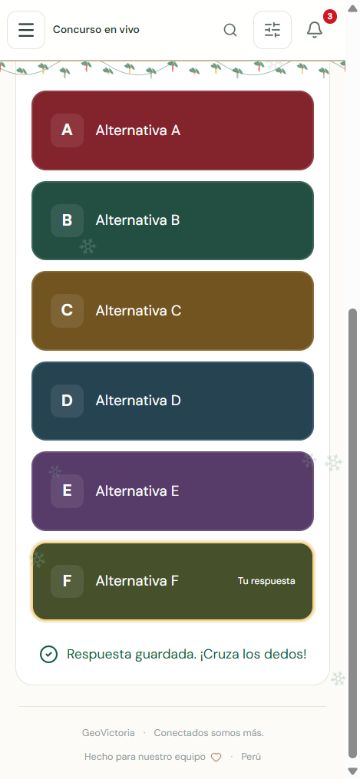 Concurso en vivo
3
A Alternativa A
B Alternativa B
C Alternativa C
D Alternativa D
E Alternativa E
F Alternativa F Tu respuesta
Respuesta guardada. ¡Cruza los dedos!
GeoVictoria · Conectados somos más.
Hecho para nuestro equipo · Perú